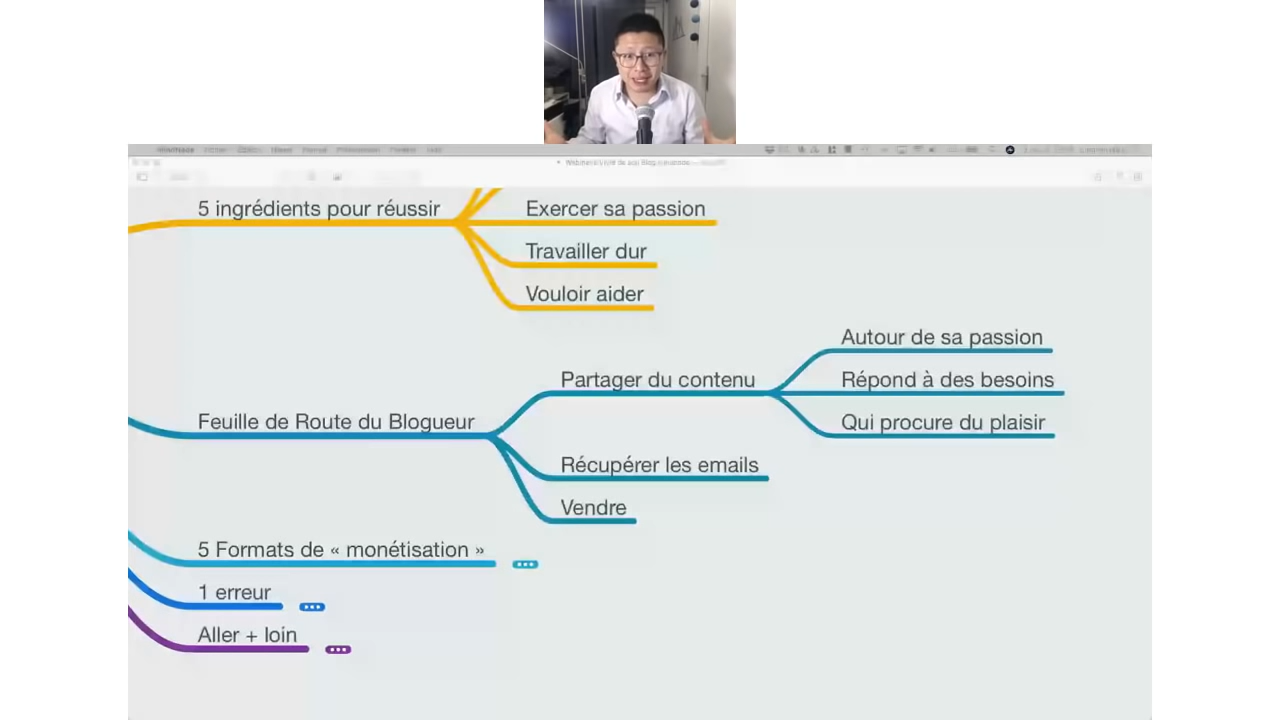 5 ingrédients pour réussir
Exercer sa passion
Travailler dur
Vouloir aider
Feuille de Route du Blogueur
Partager du contenu
Autour de sa passion
Répond à des besoins
Qui procure du plaisir
Récupérer les emails
Vendre
5 Formats de « monétisation »
1 erreur
Aller + loin